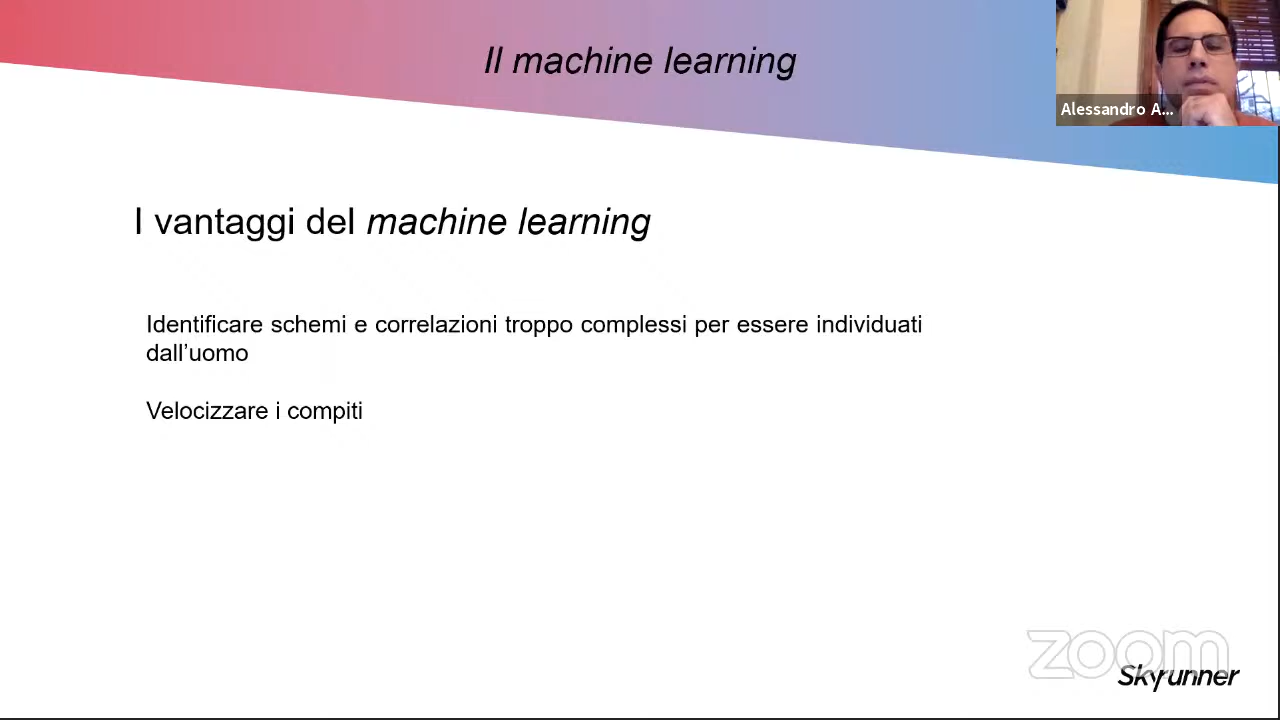 Il machine learning
Alessandro A...
I vantaggi del machine learning
Identificare schemi e correlazioni troppo complessi per essere individuati
dall’uomo
Velocizzare i compiti
zoom
Skyrunner